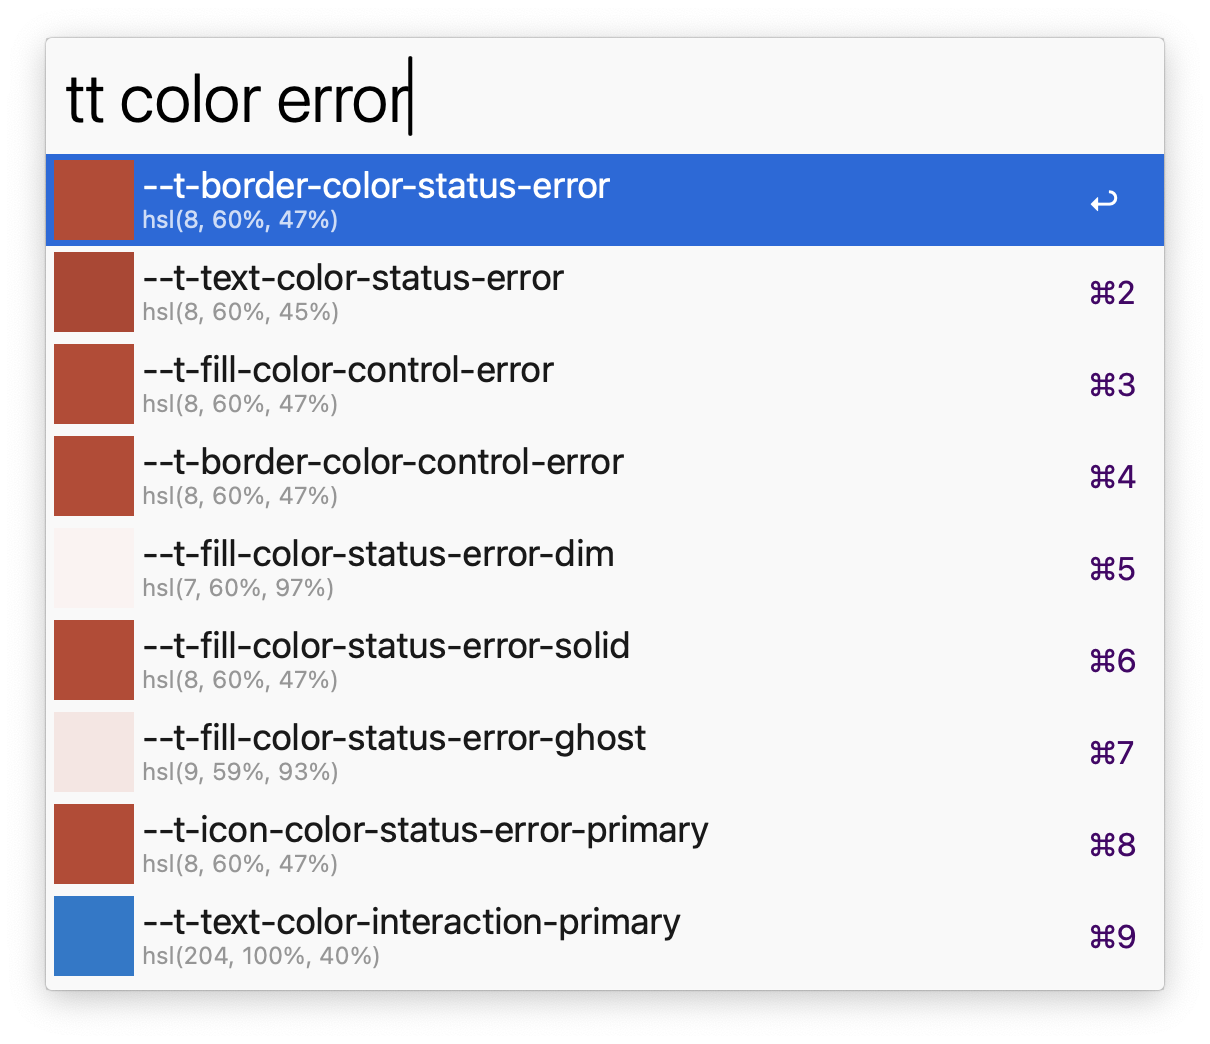 tt color error
--t-border-color-status-error
hsl(8, 60%, 47%)
↩
--t-text-color-status-error
hsl(8, 60%, 45%)
⌘2
--t-fill-color-control-error
hsl(8, 60%, 47%)
⌘3
--t-border-color-control-error
hsl(8, 60%, 47%)
⌘4
--t-fill-color-status-error-dim
hsl(7, 60%, 97%)
⌘5
--t-fill-color-status-error-solid
hsl(8, 60%, 47%)
⌘6
--t-fill-color-status-error-ghost
hsl(9, 59%, 93%)
⌘7
--t-icon-color-status-error-primary
hsl(8, 60%, 47%)
⌘8
--t-text-color-interaction-primary
hsl(204, 100%, 40%)
⌘9